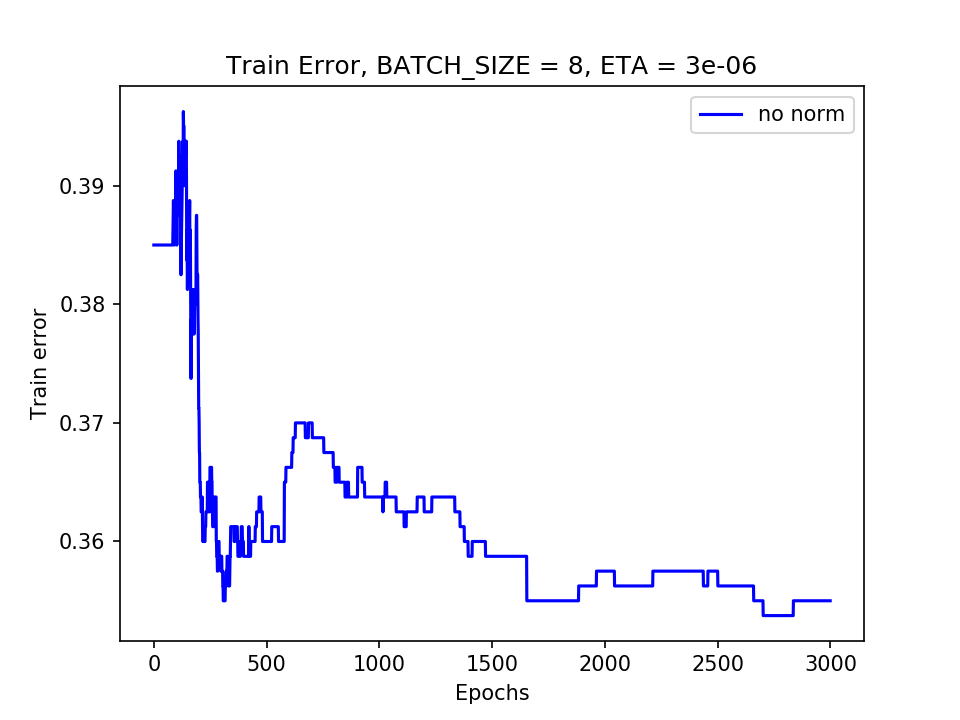 Train Error, BATCH_SIZE = 8, ETA = 3e-06
no norm
Train error
0.39
0.38
0.37
0.36
0 500 1000 1500 2000 2500 3000
Epochs